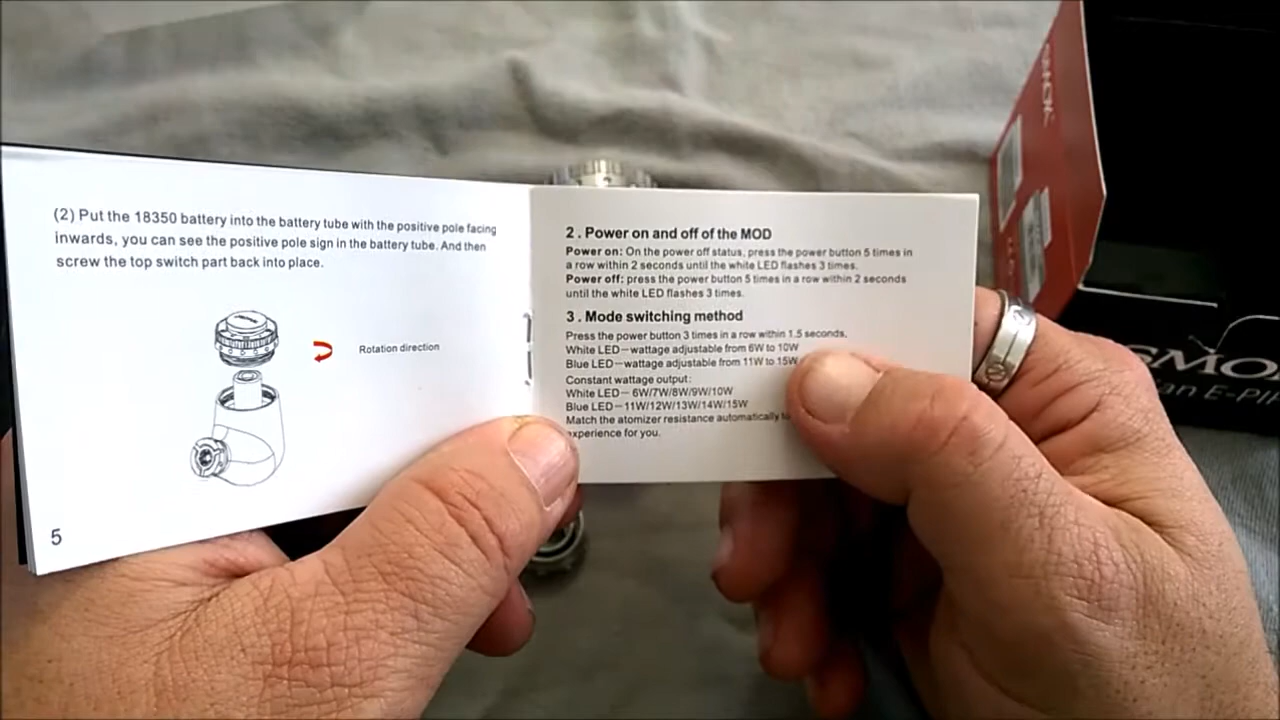 (2) Put the 18350 battery into the battery tube with the positive pole facing
inwards, you can see the positive pole sign in the battery tube. And then
screw the top switch part back into place.
Rotation direction
5
2 . Power on and off of the MOD
Power on: On the power off status, press the power button 5 times in
a row within 2 seconds until the white LED flashes 3 times.
Power off: press the power button 5 times in a row within 2 seconds
until the white LED flashes 3 times.
3 . Mode switching method
Press the power button 3 times in a row within 1.5 seconds.
White LED—wattage adjustable from 6W to 10W
Blue LED—wattage adjustable from 11W to 15W
Constant wattage output:
White LED— 6W/7W/8W/9W/10W
Blue LED—11W/12W/13W/14W/15W
Match the atomizer resistance automatically
experience for you.
SMOK
SMO
an E-PI